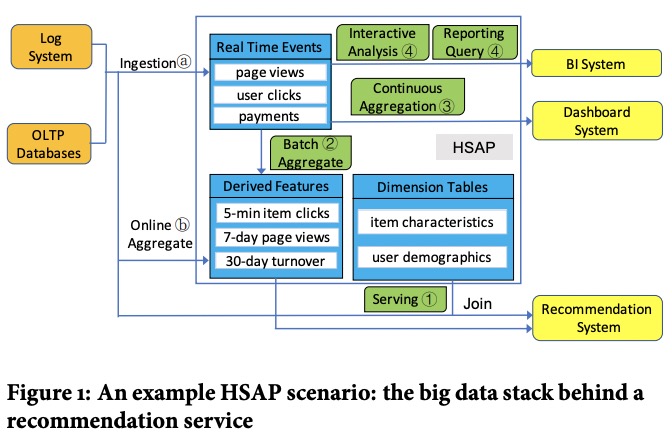 Log
System
OLTP
Databases
Ingestionⓐ
Online ⓑ
Aggregate
Real Time Events
page views
user clicks
payments
Interactive
Analysis ④
Reporting
Query ④
Continuous
Aggregation ③
Batch ②
Aggregate
HSAP
Derived Features
5-min item clicks
7-day page views
30-day turnover
Dimension Tables
item characteristics
user demographics
Serving ①
Join
BI System
Dashboard
System
Recommendation
System
Figure 1: An example HSAP scenario: the big data stack behind a
recommendation service